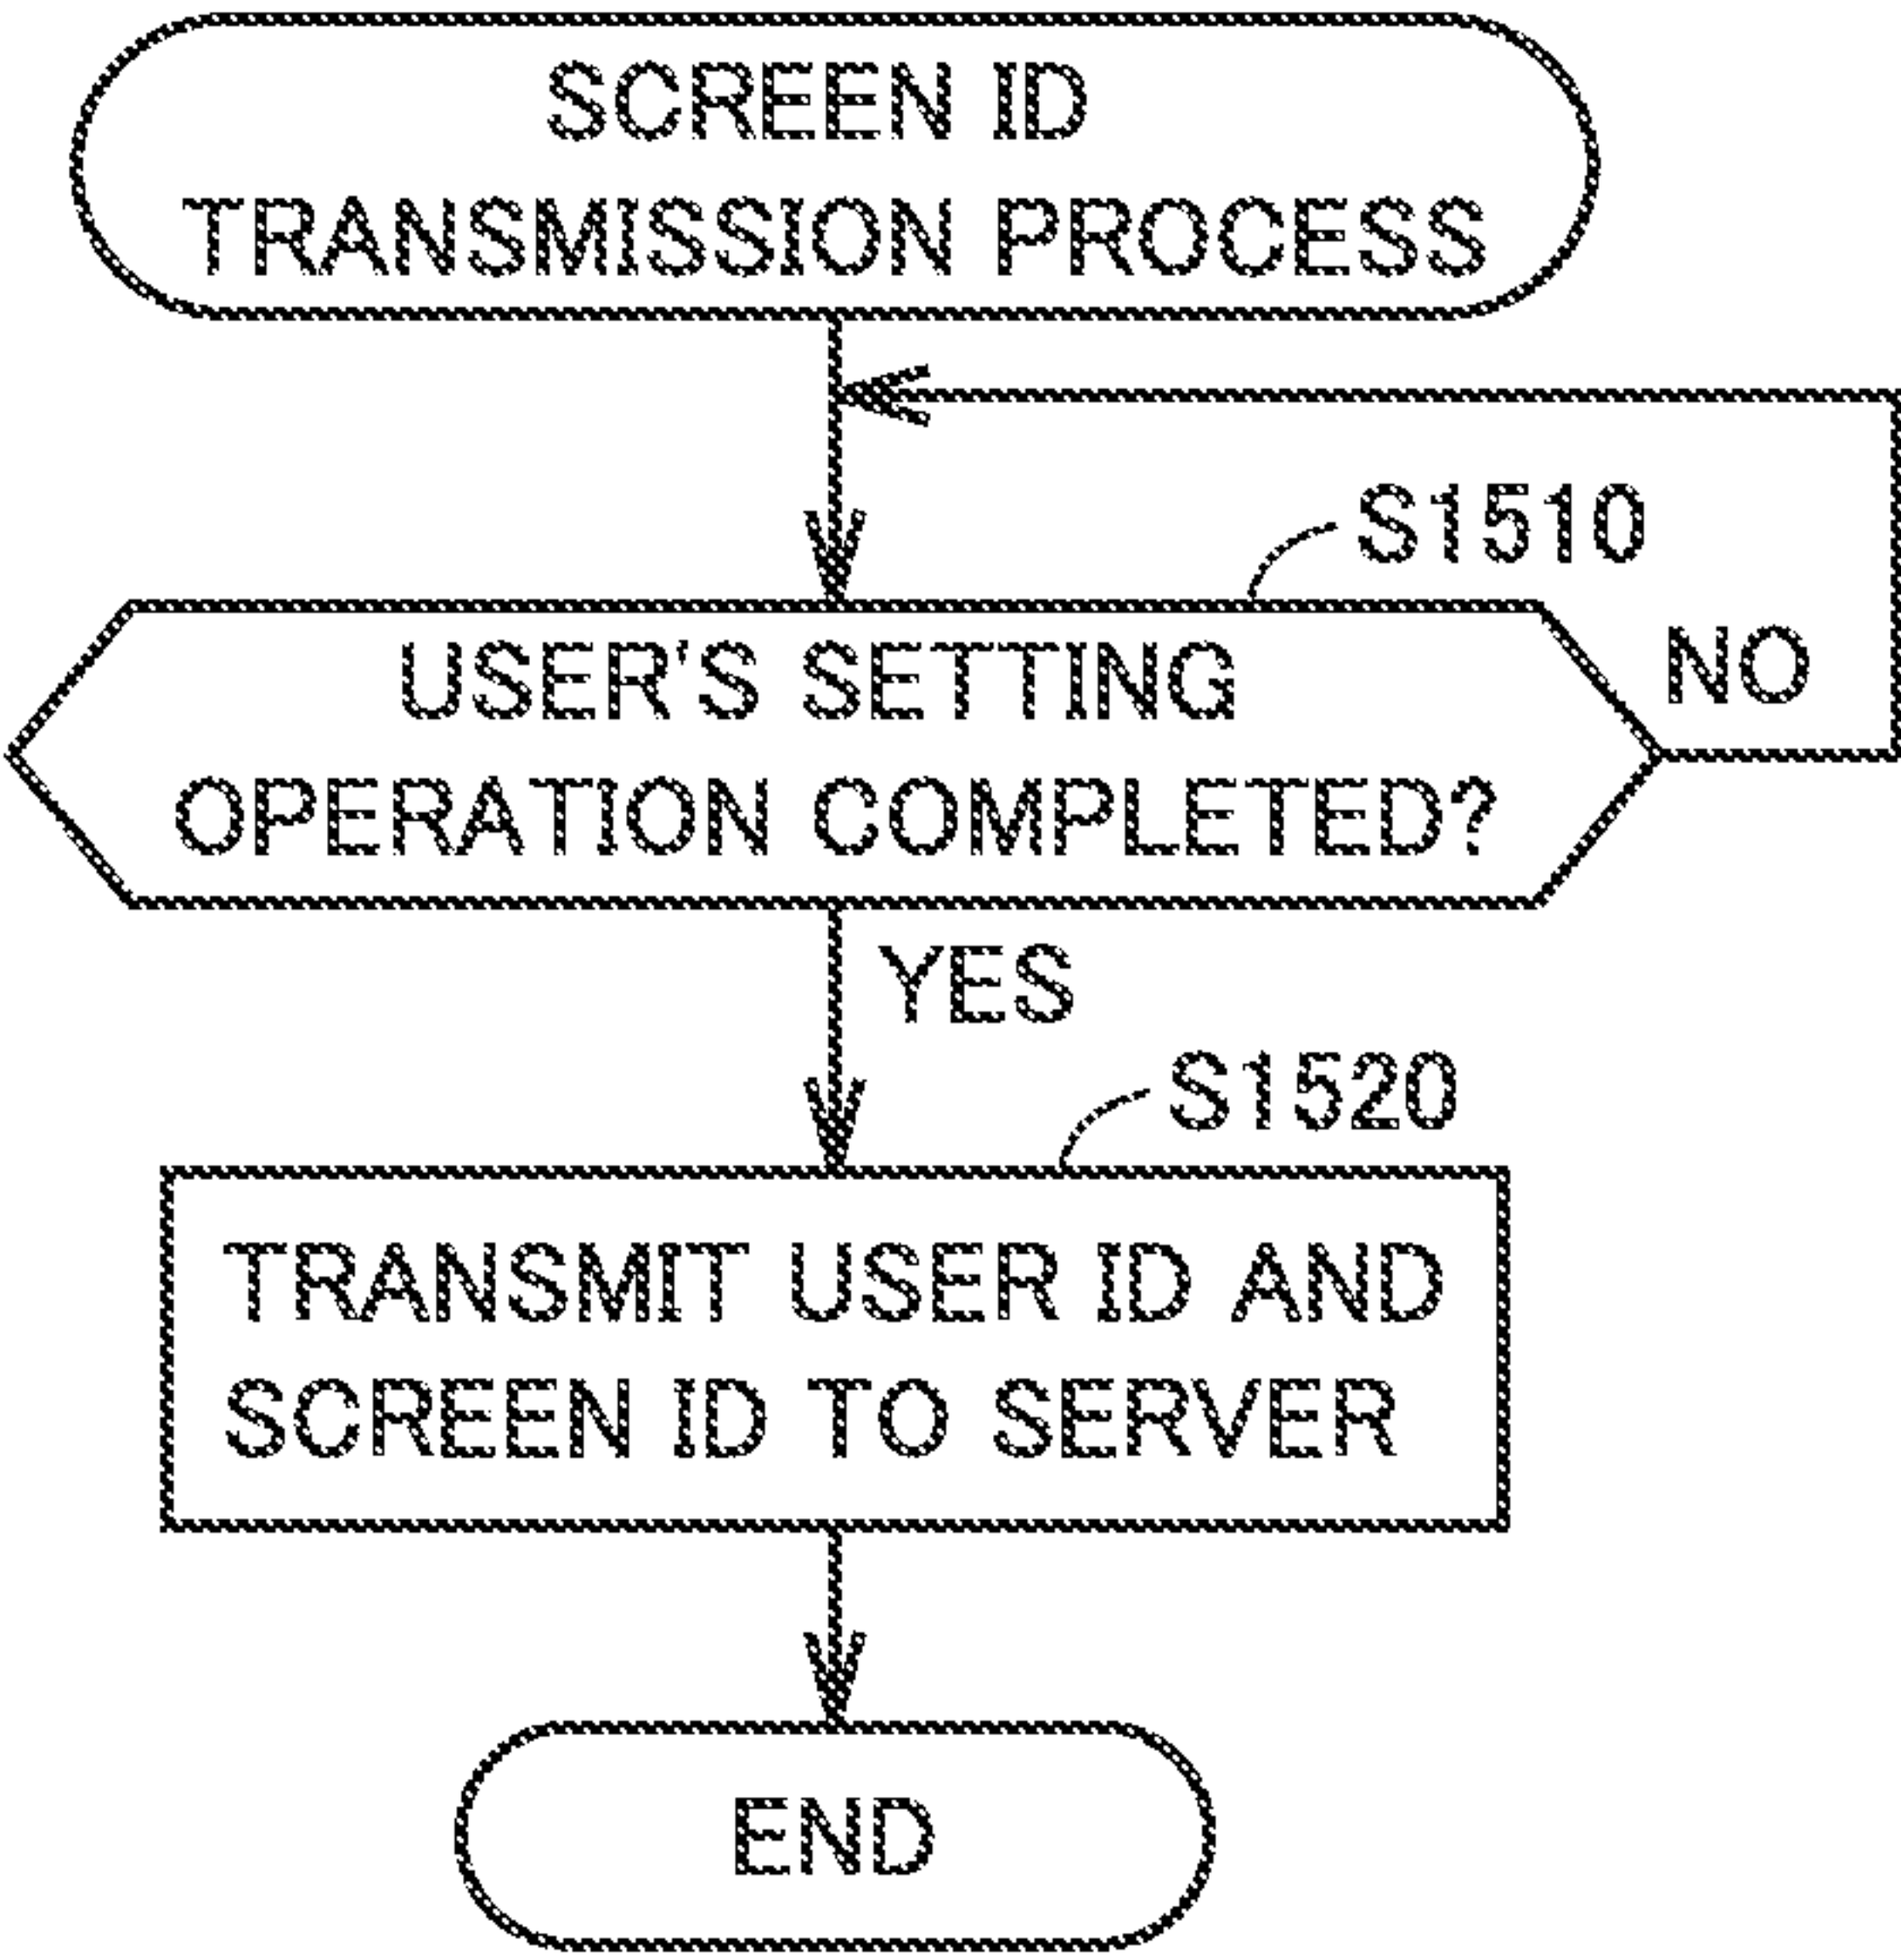 SCREEN ID
TRANSMISSION PROCESS
S1510
USER'S SETTING
OPERATION COMPLETED?
NO
YES
S1520
TRANSMIT USER ID AND
SCREEN ID TO SERVER
END